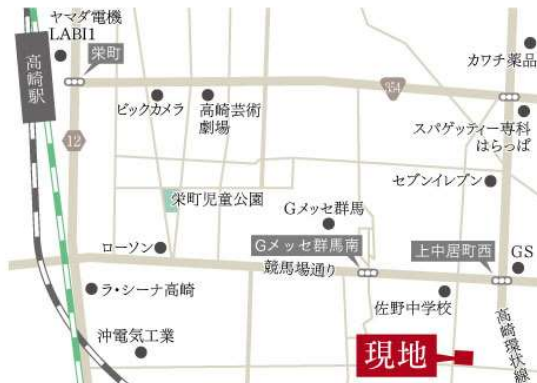 ヤマダ電機
LABI1
栄町
高崎駅
カワチ薬品
ビックカメラ
高崎芸術
劇場
354
スパゲッティー専科
はらっぱ
12
セブンイレブン
栄町児童公園
Gメッセ群馬
ローソン
Gメッセ群馬南
上中居町西
GS
競馬場通り
ラ・シーナ高崎
佐野中学校
高崎環状線
沖電気工業
現地